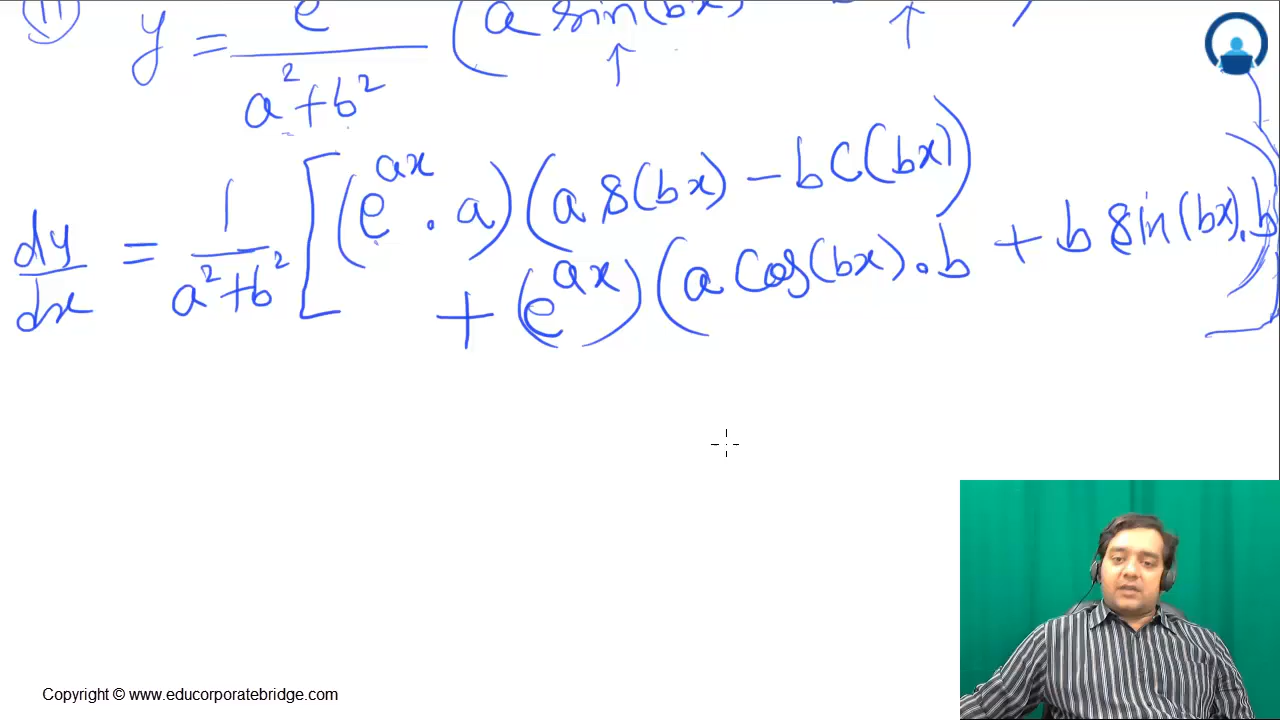 11 y = e / a²+b² (a sin(bx)
dy/dx = 1/a²+b² [(e^ax . a)(a s(bx) - b c(bx))
+ (e^ax)(a cos(bx).b + b sin(bx).b)]
Copyright © www.educorporatebridge.com